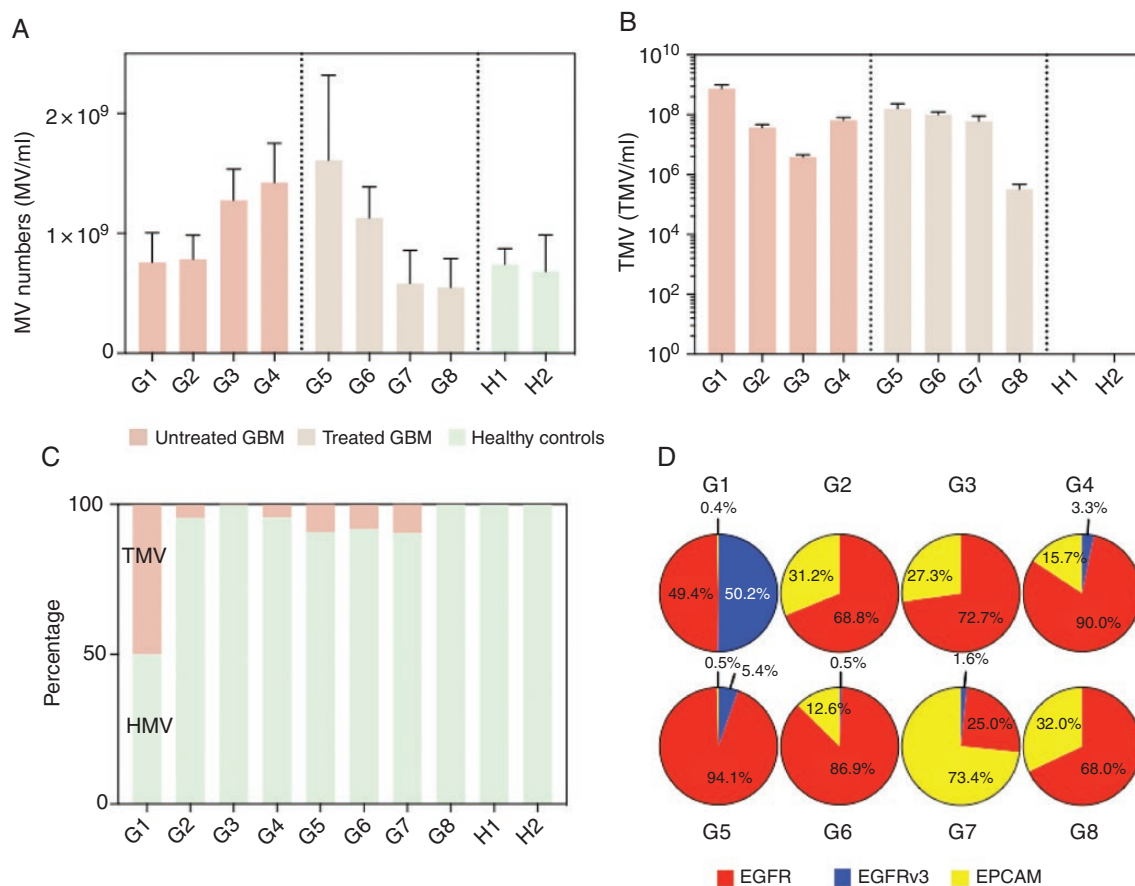 A
MV numbers (MV/ml)
2 × 10⁹
1 × 10⁹
0
G1 G2 G3 G4 G5 G6 G7 G8 H1 H2
B
TMV (TMV/ml)
10¹⁰
10⁸
10⁶
10⁴
10²
10⁰
G1 G2 G3 G4 G5 G6 G7 G8 H1 H2
Untreated GBM Treated GBM Healthy controls
C
Percentage
100
50
0
TMV
HMV
G1 G2 G3 G4 G5 G6 G7 G8 H1 H2
D
G1 G2 G3 G4
0.4% 3.3%
49.4% 50.2% 31.2% 68.8% 27.3% 72.7% 15.7% 90.0%
0.5% 5.4% 0.5% 1.6%
94.1% 12.6% 86.9% 25.0% 73.4% 32.0% 68.0%
G5 G6 G7 G8
EGFR EGFRv3 EPCAM